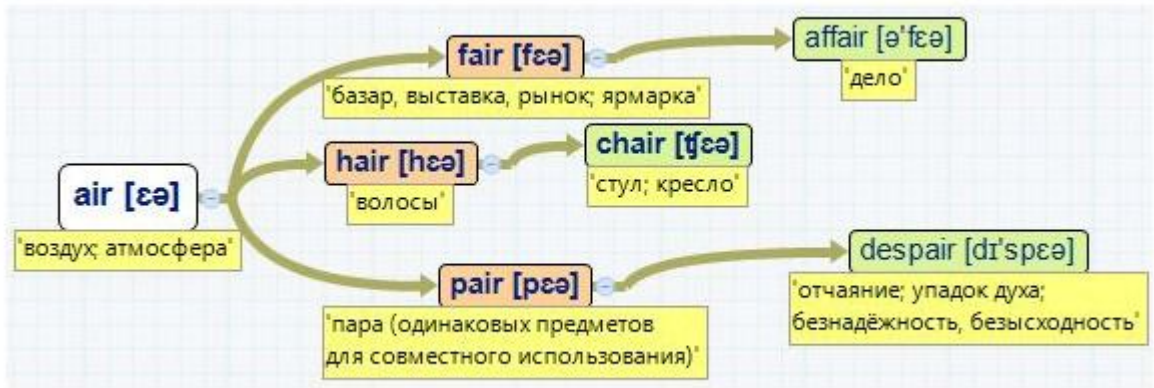 fair [fɛə]
'базар, выставка, рынок; ярмарка'
affair [ə'fɛə]
'дело'
hair [hɛə]
'волосы'
chair [ʧɛə]
'стул; кресло'
air [ɛə]
'воздух; атмосфера'
pair [pɛə]
'пара (одинаковых предметов
для совместного использования)'
despair [dɪ'spɛə]
'отчаяние; упадок духа;
безнадёжность, безысходность'